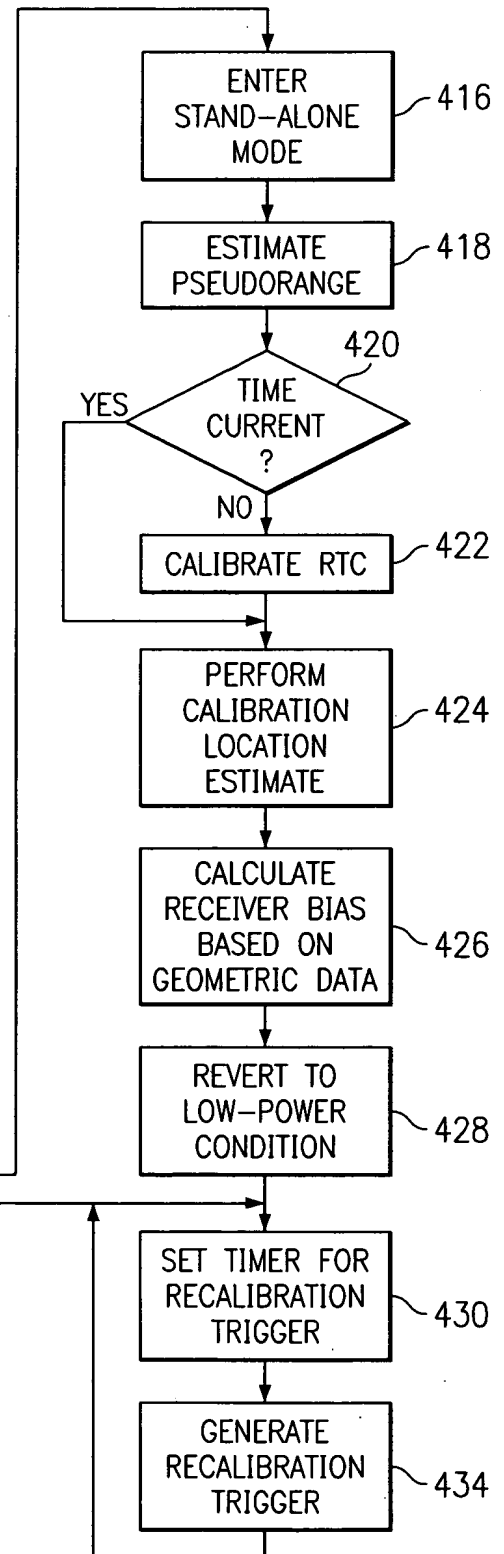 ENTER
STAND-ALONE
MODE
416
ESTIMATE
PSEUDORANGE
418
420
TIME
CURRENT
?
YES
NO
CALIBRATE RTC
422
PERFORM
CALIBRATION
LOCATION
ESTIMATE
424
CALCULATE
RECEIVER BIAS
BASED ON
GEOMETRIC DATA
426
REVERT TO
LOW-POWER
CONDITION
428
SET TIMER FOR
RECALIBRATION
TRIGGER
430
GENERATE
RECALIBRATION
TRIGGER
434